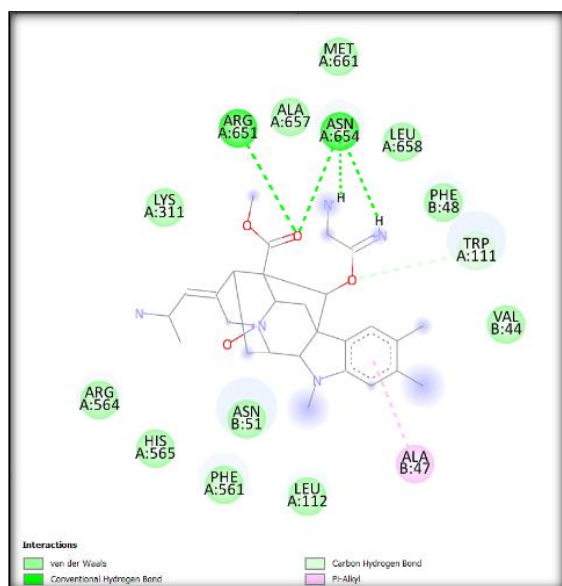 MET
A:661
ALA
A:657
ARG
A:651
ASN
A:654
LEU
A:658
LYS
A:311
PHE
B:48
TRP
A:111
VAL
B:44
H
H
N
N
O
O
O
N
N
O
N
ARG
A:564
HIS
A:565
ASN
B:51
PHE
A:561
LEU
A:112
ALA
B:47
Interactions
van der Waals
Conventional Hydrogen Bond
Carbon Hydrogen Bond
Pi-Alkyl